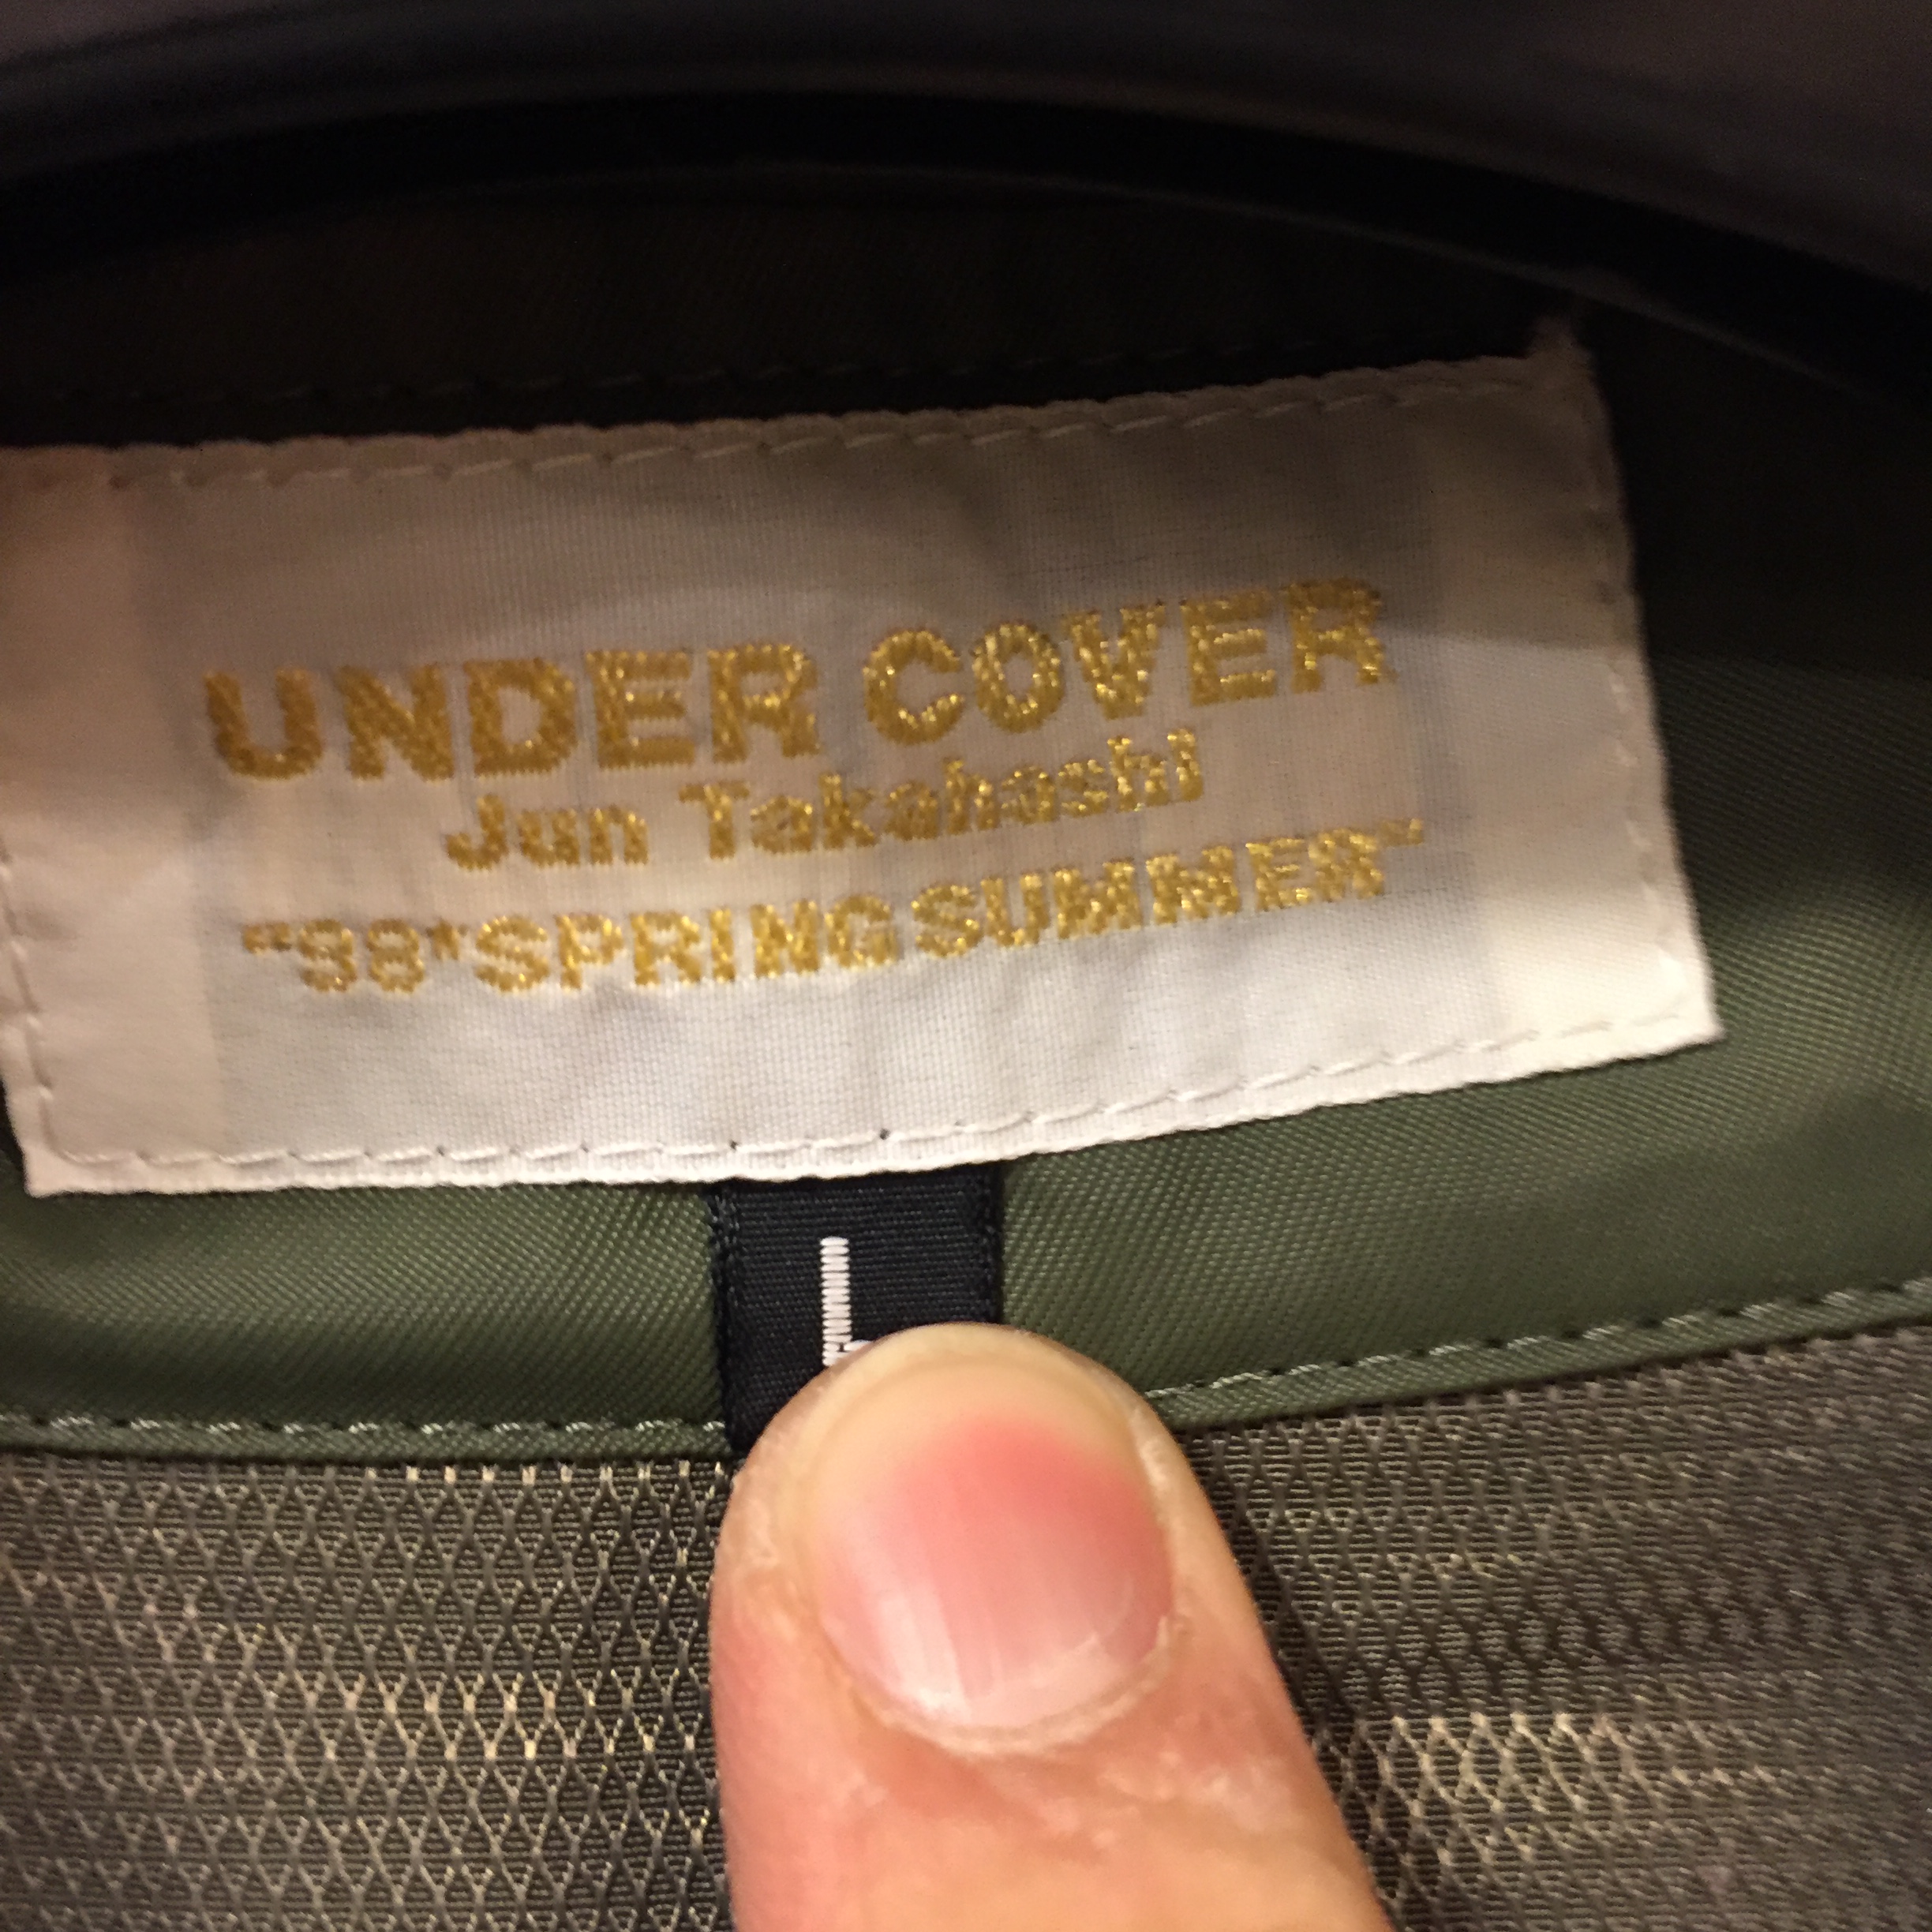 UNDER COVER
Jun Takahashi
"98*SPRING SUMMER"
L